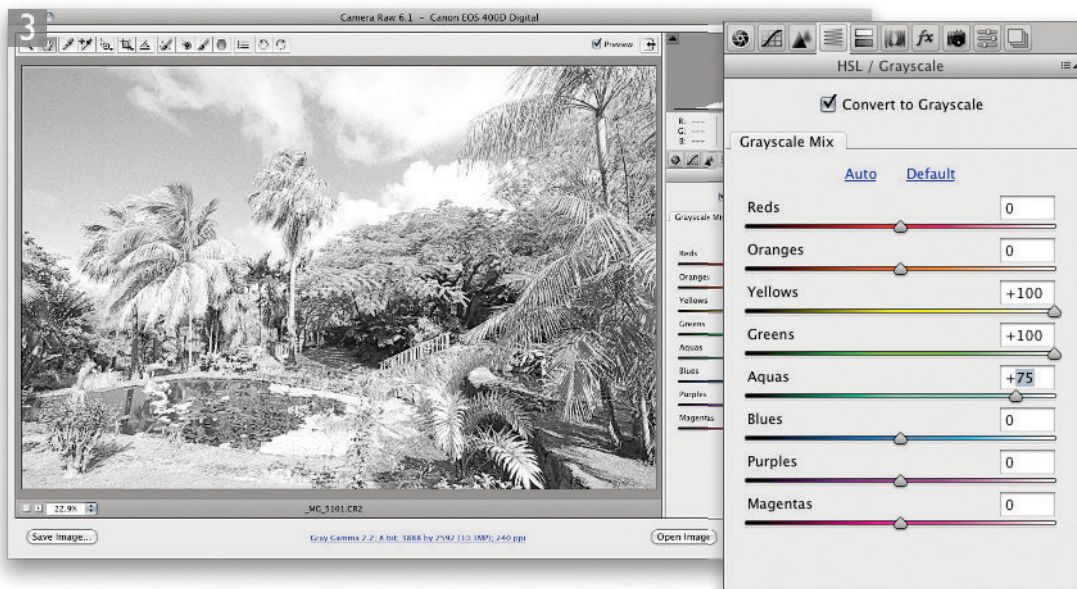 3
Camera Raw 6.1 – Canon EOS 400D Digital
Preview
R: ---
G: ---
B: ---
Grayscale Mi
Reds
Oranges
Yellows
Greens
Aquas
Blues
Purples
Magentas
22.9%
_MG_5101.CR2
Save Image...
Gray Gamma 2.2; 8 bit; 3888 by 2592 (10.1MP); 240 ppi
Open Image
fx
HSL / Grayscale
Convert to Grayscale
Grayscale Mix
Auto Default
Reds 0
Oranges 0
Yellows +100
Greens +100
Aquas +75
Blues 0
Purples 0
Magentas 0